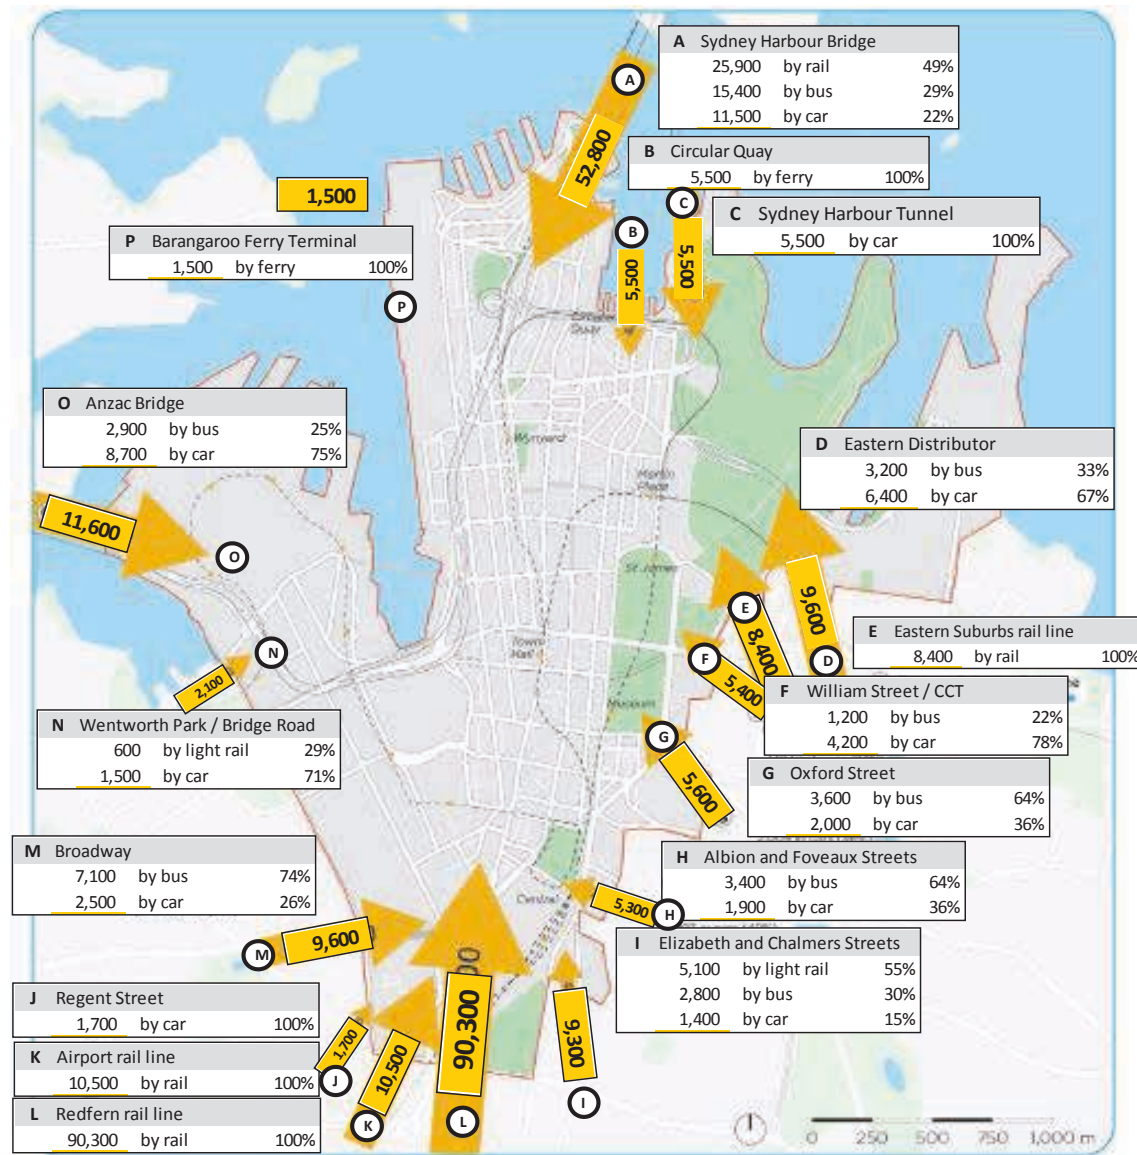 A Sydney Harbour Bridge
25,900 by rail 49%
15,400 by bus 29%
11,500 by car 22%
A
52,800
B Circular Quay
5,500 by ferry 100%
1,500
C
C Sydney Harbour Tunnel
5,500 by car 100%
P Barangaroo Ferry Terminal
1,500 by ferry 100%
B
5,500
5,500
P
Quay
O Anzac Bridge
2,900 by bus 25%
8,700 by car 75%
Wynyard
D Eastern Distributor
3,200 by bus 33%
6,400 by car 67%
Martin
Place
11,600
O
St James
E
9,600
8,400
D
E Eastern Suburbs rail line
8,400 by rail 100%
N
2,100
Town
Hall
F
5,400
F William Street / CCT
1,200 by bus 22%
4,200 by car 78%
Museum
N Wentworth Park / Bridge Road
600 by light rail 29%
1,500 by car 71%
G
5,600
G Oxford Street
3,600 by bus 64%
2,000 by car 36%
M Broadway
7,100 by bus 74%
2,500 by car 26%
H Albion and Foveaux Streets
3,400 by bus 64%
1,900 by car 36%
Central
5,300
H
M
9,600
I Elizabeth and Chalmers Streets
5,100 by light rail 55%
2,800 by bus 30%
1,400 by car 15%
J Regent Street
1,700 by car 100%
K Airport rail line
10,500 by rail 100%
L Redfern rail line
90,300 by rail 100%
1,700
J
10,500
K
90,300
L
9,300
I
0 250 500 750 1,000 m